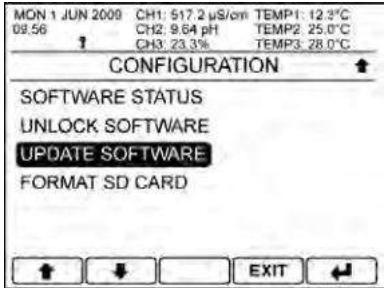 MON 1 JUN 2009 CH1: 517.2 µS/cm TEMP1: 12.3°C
09.56 CH2: 9.64 pH TEMP2: 25.0°C
1 CH3: 23.3% TEMP3: 28.0°C
CONFIGURATION
SOFTWARE STATUS
UNLOCK SOFTWARE
UPDATE SOFTWARE
FORMAT SD CARD
EXIT